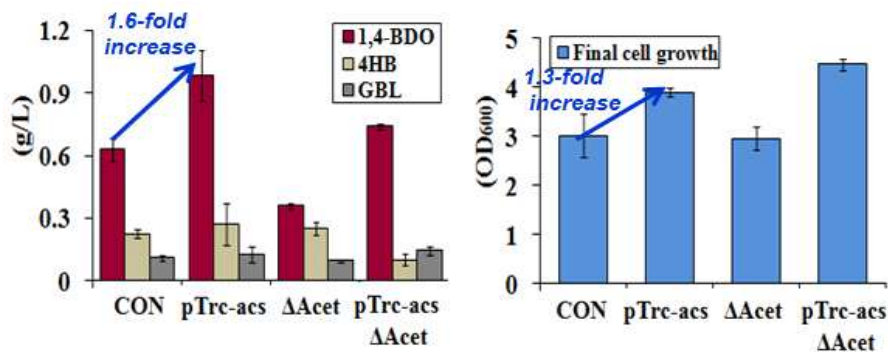 1.6-fold
increase
1,4-BDO
4HB
GBL
(g/L)
1.2
0.9
0.6
0.3
0
CON pTrc-acs ΔAcet pTrc-acs
ΔAcet
Final cell growth
1.3-fold
increase
(OD600)
5
4
3
2
1
0
CON pTrc-acs ΔAcet pTrc-acs
ΔAcet